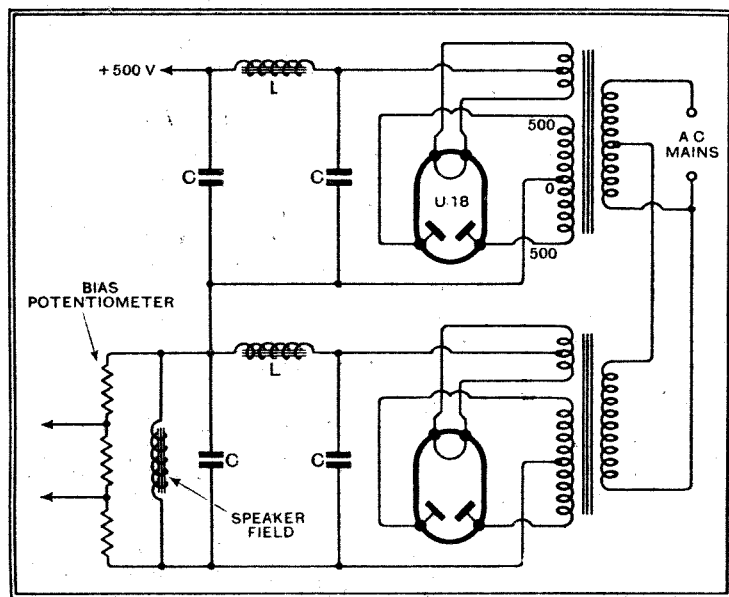 + 500 V
L
500
A C
MAINS
C
C
U·18
0
500
BIAS
POTENTIOMETER
L
C
C
SPEAKER
FIELD